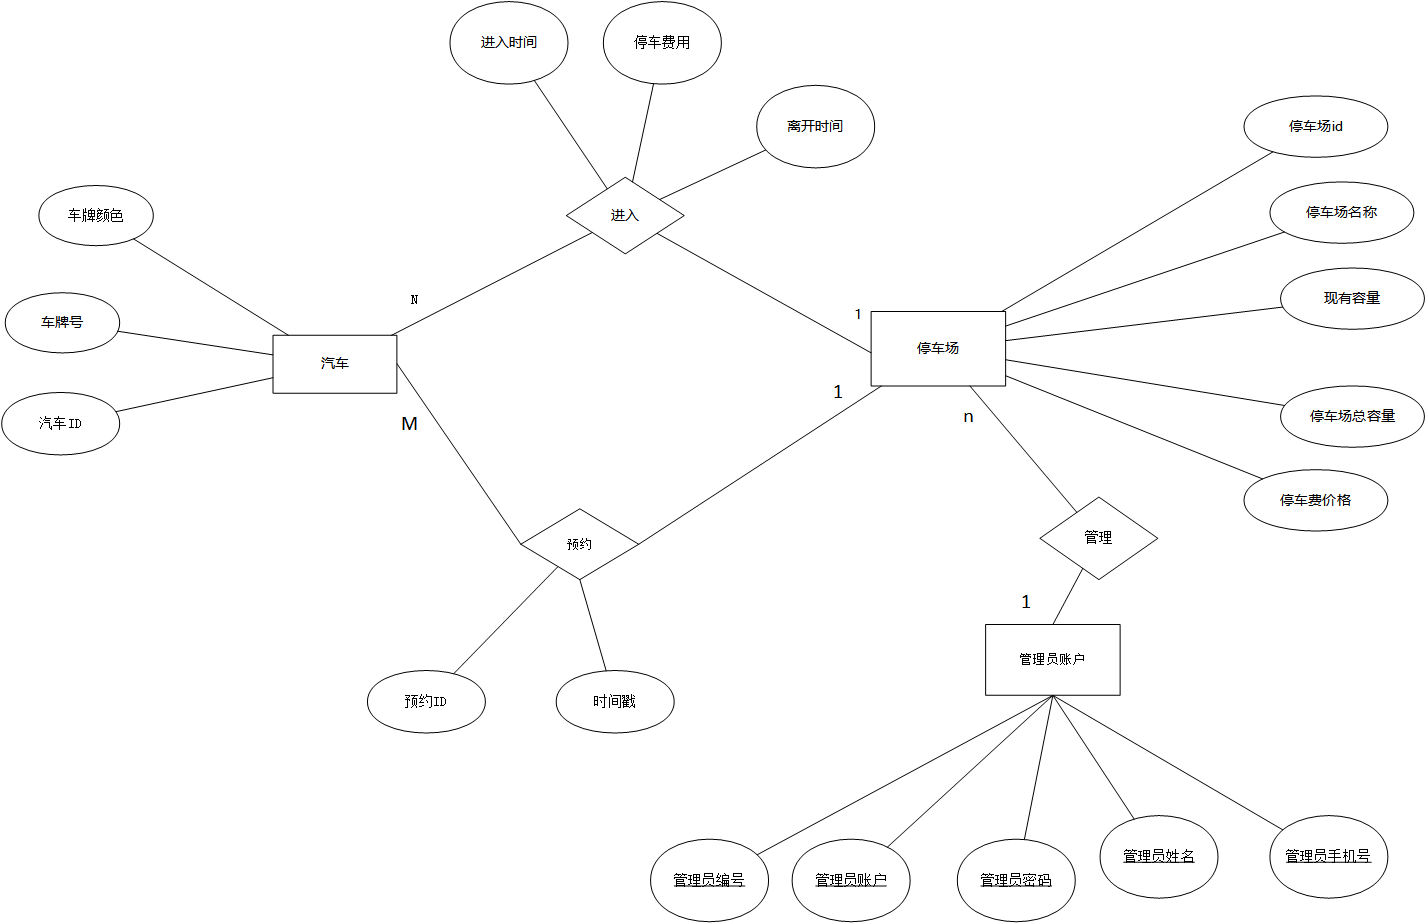 进入时间
停车费用
离开时间
停车场id
车牌颜色
进入
停车场名称
N
现有容量
1
车牌号
停车场
汽车
1
停车场总容量
n
M
汽车ID
停车费价格
管理
预约
1
管理员账户
预约ID
时间戳
管理员姓名
管理员手机号
管理员编号
管理员账户
管理员密码